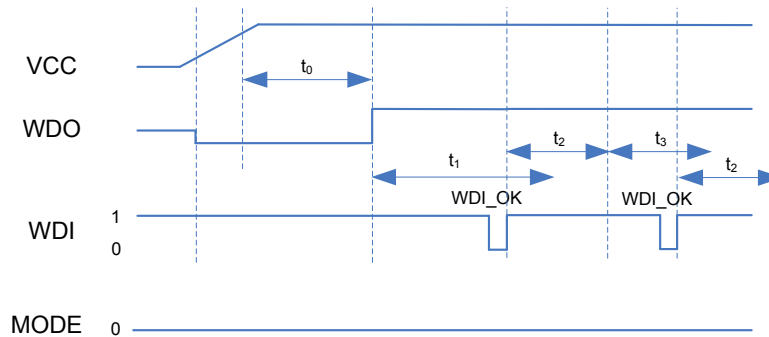 VCC
t0
WDO
t1
t2
t3
t2
WDI_OK
WDI_OK
WDI
1
0
MODE
0